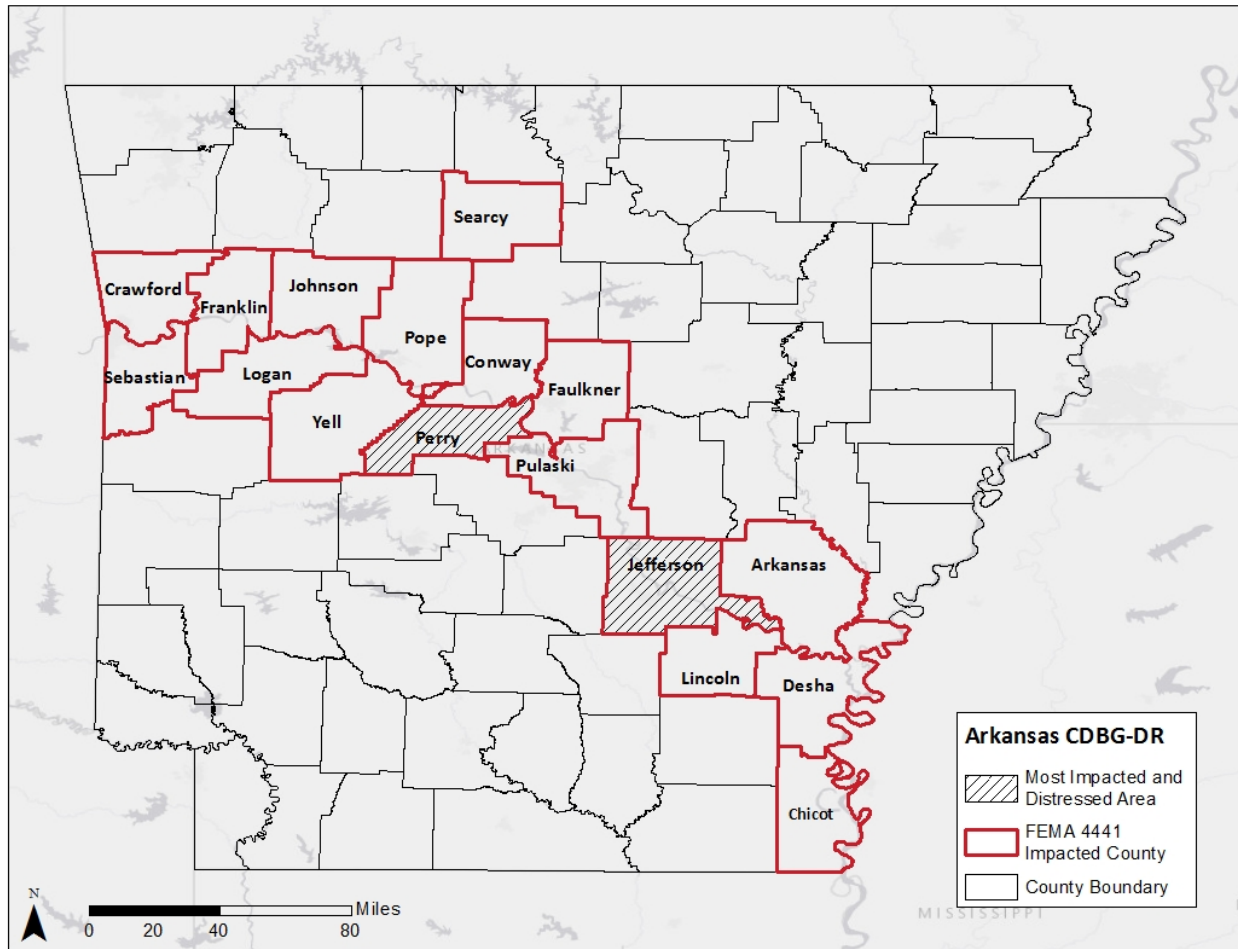 Searcy
Crawford
Franklin
Johnson
Pope
Conway
Sebastian
Logan
Faulkner
Yell
Perry
ARKANSAS
Pulaski
Jefferson
Arkansas
Lincoln
Desha
Chicot
Arkansas CDBG-DR
Most Impacted and
Distressed Area
FEMA 4441
Impacted County
County Boundary
MISSISSIPPI
N
Miles
0 20 40 80